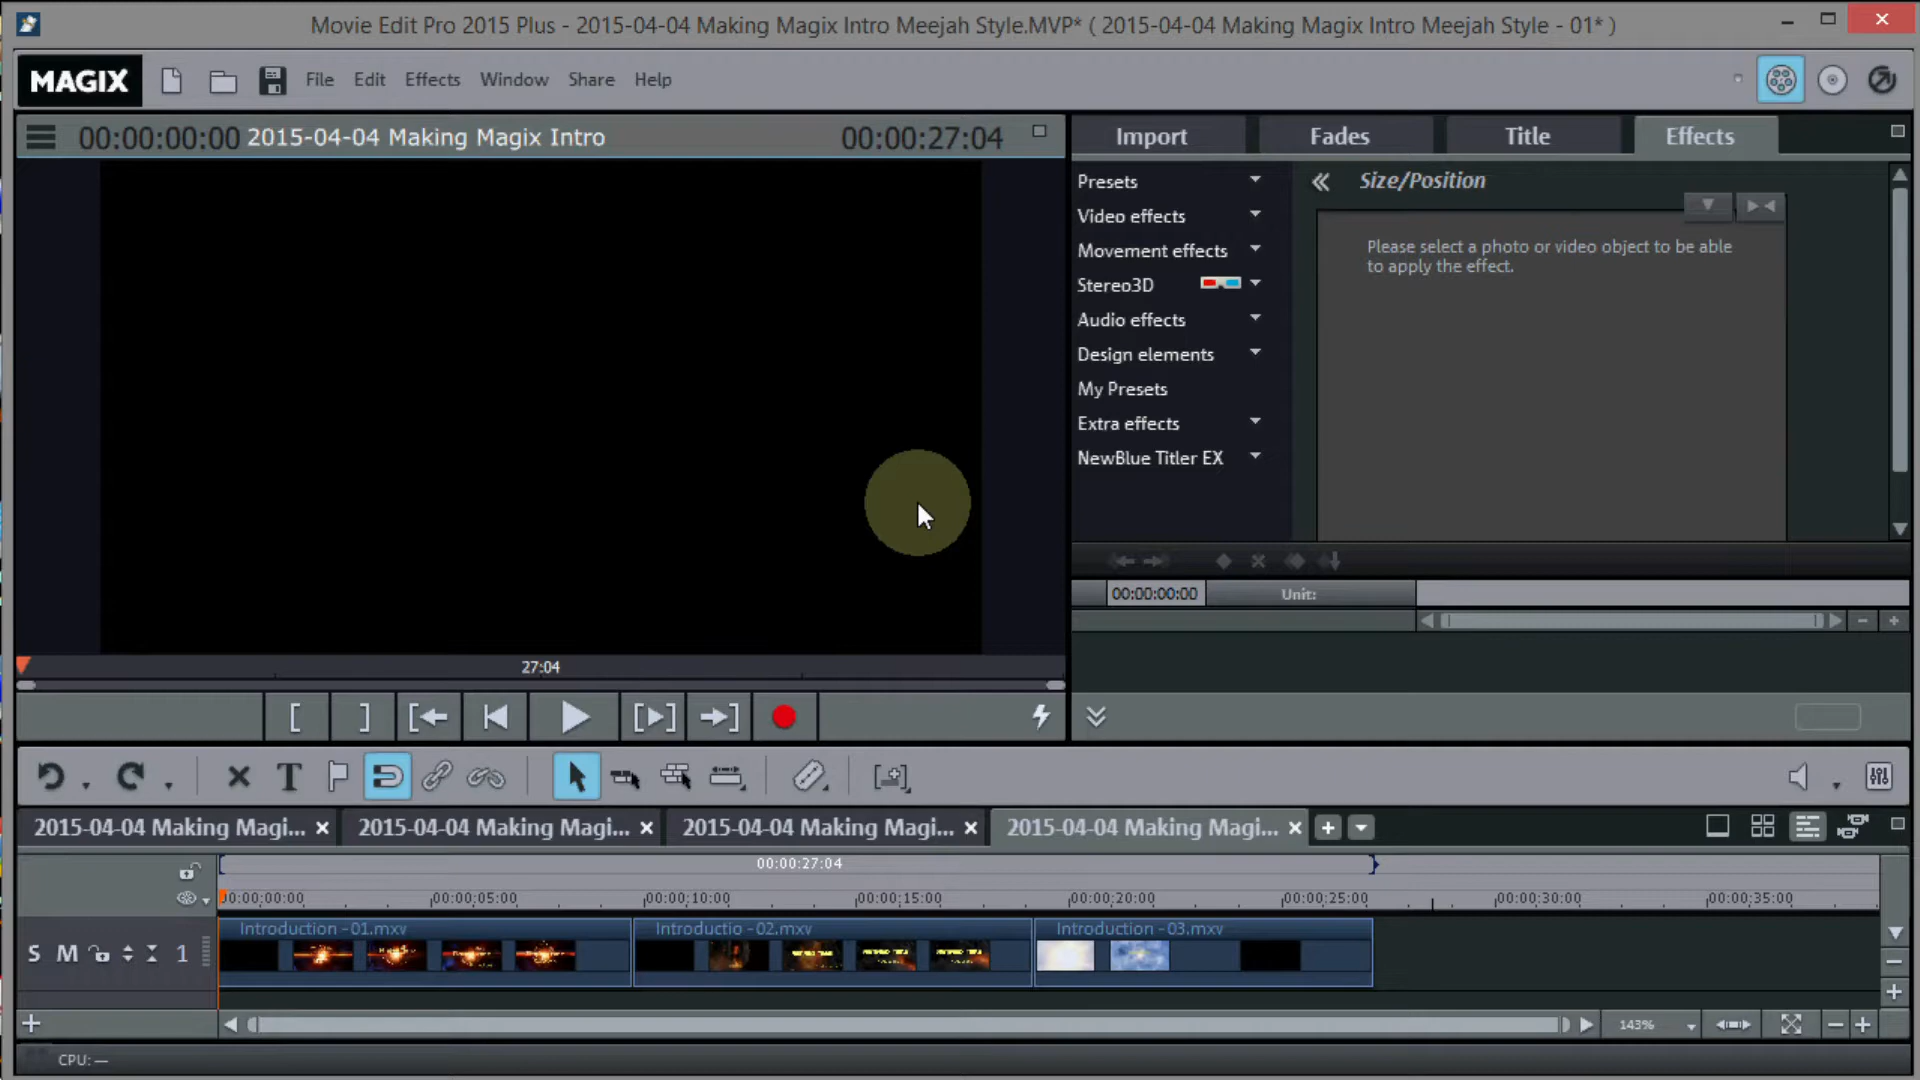 Movie Edit Pro 2015 Plus - 2015-04-04 Making Magix Intro Meejah Style.MVP* ( 2015-04-04 Making Magix Intro Meejah Style - 01* )
MAGIX File Edit Effects Window Share Help
00:00:00:00 2015-04-04 Making Magix Intro 00:00:27:04
Import Fades Title Effects
Presets
Video effects
Movement effects
Stereo3D
Audio effects
Design elements
My Presets
Extra effects
NewBlue Titler EX
Size/Position
Please select a photo or video object to be able
to apply the effect.
00:00:00:00 Unit:
27:04
2015-04-04 Making Magi... 2015-04-04 Making Magi... 2015-04-04 Making Magi... 2015-04-04 Making Magi...
00:00:27:04
00:00:00:00 00:00:05:00 00:00:10:00 00:00:15:00 00:00:20:00 00:00:25:00 00:00:30:00 00:00:35:00
Introduction - 01.mxv Introductio - 02.mxv Introduction - 03.mxv
S M 1
143%
CPU: —